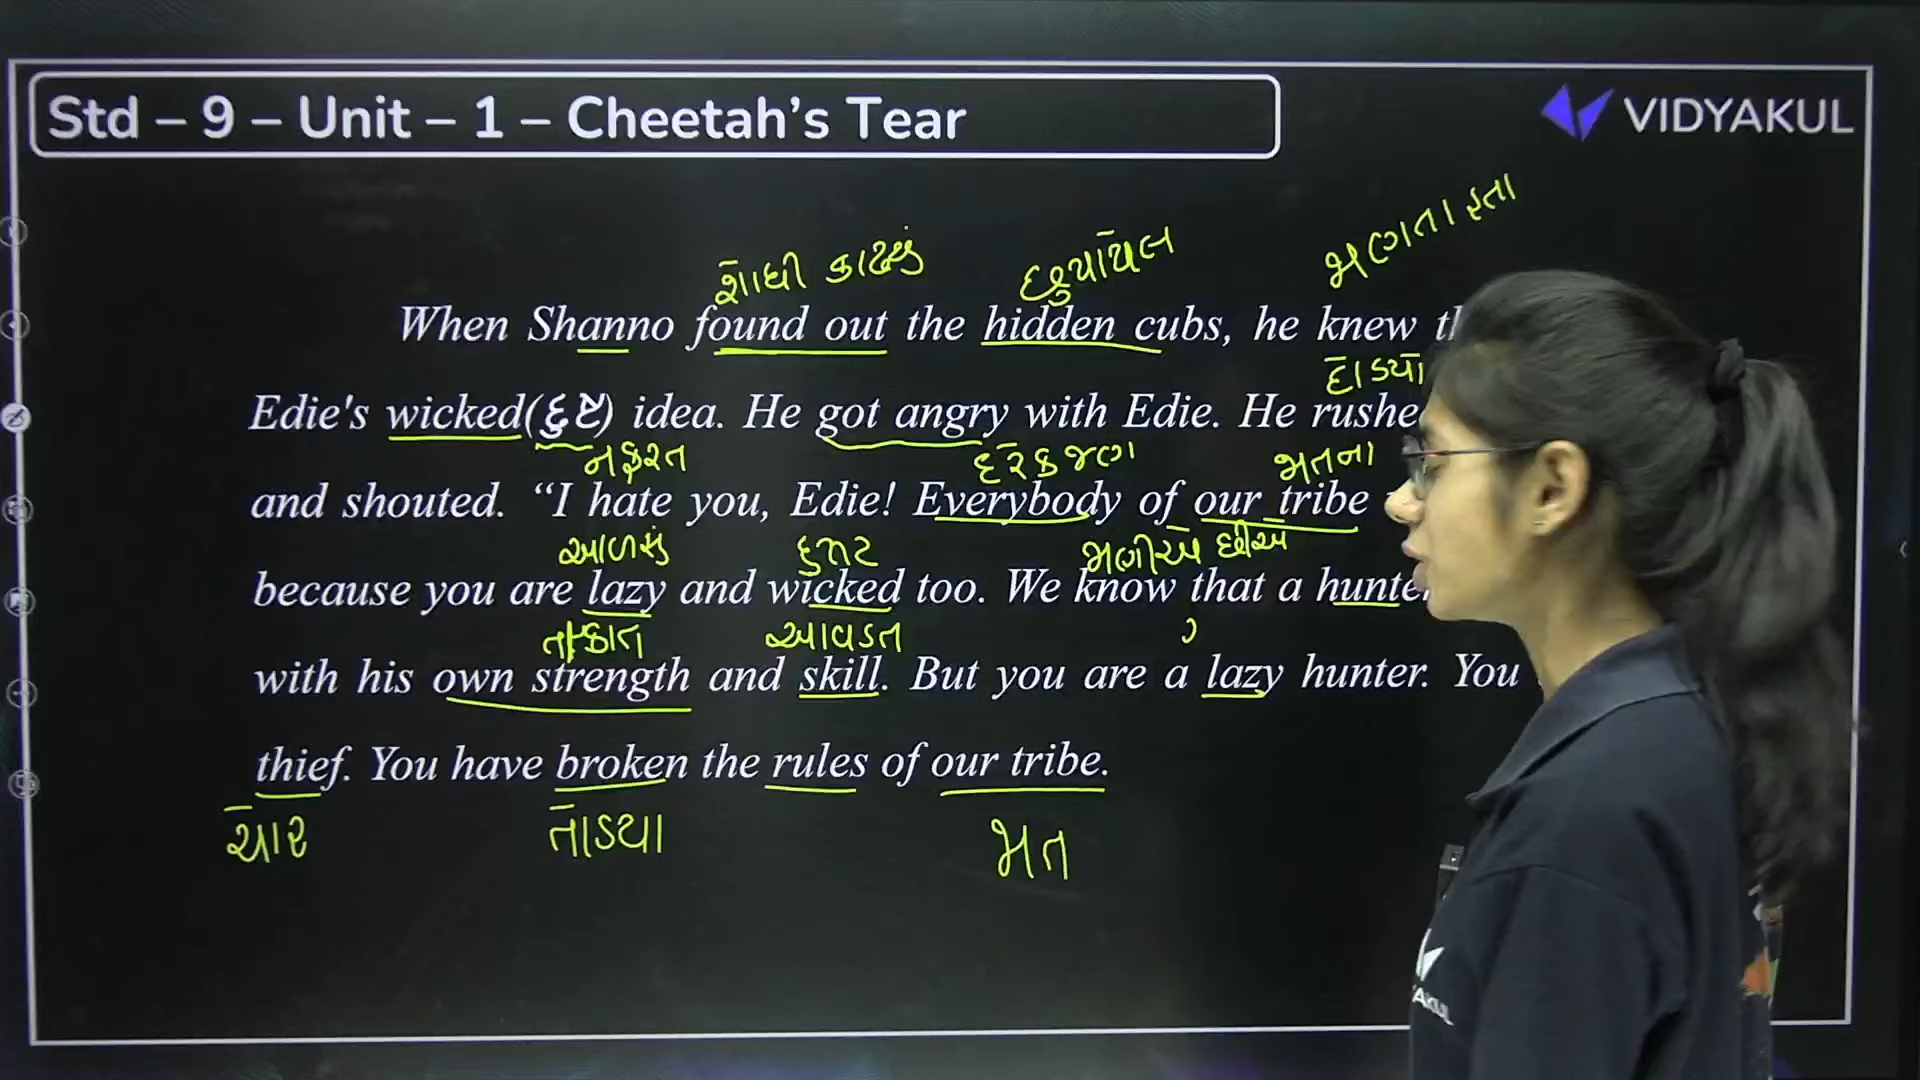 Std – 9 – Unit – 1 – Cheetah's Tear
VIDYAKUL
શોધી કાઢ્યું છુપાયેલ જાણતા હતા
When Shanno found out the hidden cubs, he knew
દોડ્યો
Edie's wicked(દુષ્ટ) idea. He got angry with Edie. He rushe
નફરત દરેક જણ જાતના
and shouted. “I hate you, Edie! Everybody of our tribe
આળસુ દુષ્ટ જાણીએ છીએ
because you are lazy and wicked too. We know that a hunte
તાકાત આવડત
with his own strength and skill. But you are a lazy hunter. You
thief. You have broken the rules of our tribe.
ચોર તોડ્યા જાત